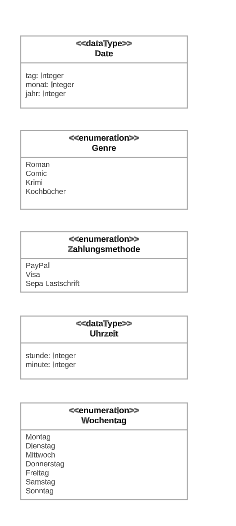 <<dataType>>
Date
tag: Integer
monat: Integer
jahr: Integer
<<enumeration>>
Genre
Roman
Comic
Krimi
Kochbücher
<<enumeration>>
Zahlungsmethode
PayPal
Visa
Sepa Lastschrift
<<dataType>>
Uhrzeit
stunde: Integer
minute: Integer
<<enumeration>>
Wochentag
Montag
Dienstag
Mittwoch
Donnerstag
Freitag
Samstag
Sonntag